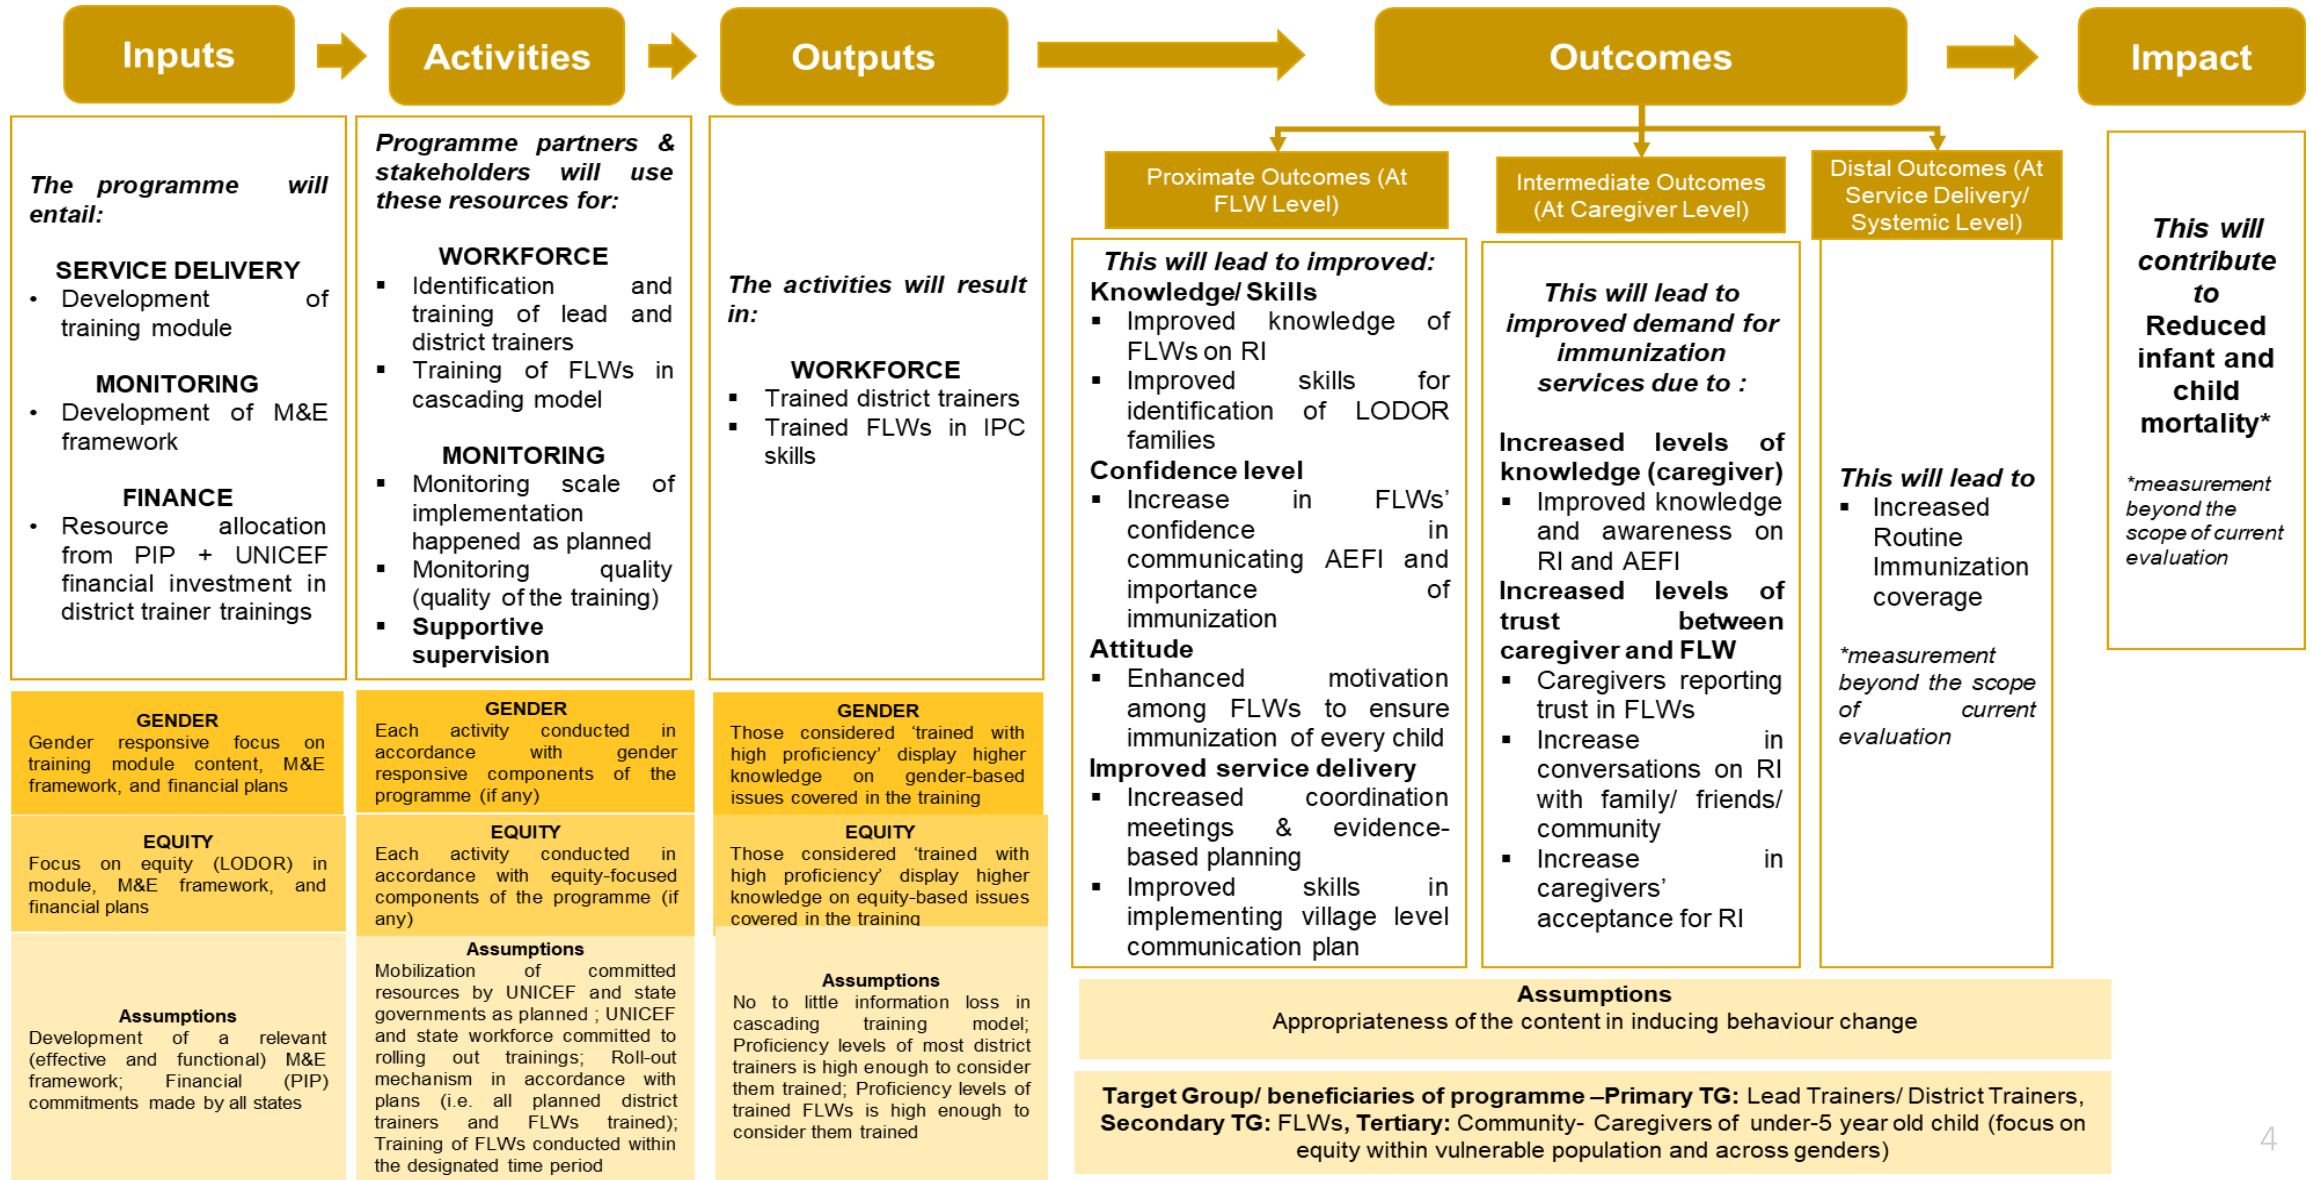 Inputs
Activities
Outputs
Outcomes
Impact
The programme will
entail:
SERVICE DELIVERY
• Development of
training module
MONITORING
• Development of M&E
framework
FINANCE
• Resource allocation
from PIP + UNICEF
financial investment in
district trainer trainings
GENDER
Gender responsive focus on
training module content, M&E
framework, and financial plans
EQUITY
Focus on equity (LODOR) in
module, M&E framework, and
financial plans
Assumptions
Development of a relevant
(effective and functional) M&E
framework; Financial (PIP)
commitments made by all states
Programme partners &
stakeholders will use
these resources for:
WORKFORCE
▪ Identification and
training of lead and
district trainers
▪ Training of FLWs in
cascading model
MONITORING
▪ Monitoring scale of
implementation
happened as planned
▪ Monitoring quality
(quality of the training)
▪ Supportive
supervision
GENDER
Each activity conducted in
accordance with gender
responsive components of the
programme (if any)
EQUITY
Each activity conducted in
accordance with equity-focused
components of the programme (if
any)
Assumptions
Mobilization of committed
resources by UNICEF and state
governments as planned ; UNICEF
and state workforce committed to
rolling out trainings; Roll-out
mechanism in accordance with
plans (i.e. all planned district
trainers and FLWs trained);
Training of FLWs conducted within
the designated time period
The activities will result
in:
WORKFORCE
▪ Trained district trainers
▪ Trained FLWs in IPC
skills
GENDER
Those considered ‘trained with
high proficiency’ display higher
knowledge on gender-based
issues covered in the training
EQUITY
Those considered ‘trained with
high proficiency’ display higher
knowledge on equity-based issues
covered in the training
Assumptions
No to little information loss in
cascading training model;
Proficiency levels of most district
trainers is high enough to consider
them trained; Proficiency levels of
trained FLWs is high enough to
consider them trained
Proximate Outcomes (At
FLW Level)
This will lead to improved:
Knowledge/ Skills
▪ Improved knowledge of
FLWs on RI
▪ Improved skills for
identification of LODOR
families
Confidence level
▪ Increase in FLWs’
confidence in
communicating AEFI and
importance of
immunization
Attitude
▪ Enhanced motivation
among FLWs to ensure
immunization of every child
Improved service delivery
▪ Increased coordination
meetings & evidence-
based planning
▪ Improved skills in
implementing village level
communication plan
Intermediate Outcomes
(At Caregiver Level)
This will lead to
improved demand for
immunization
services due to :
Increased levels of
knowledge (caregiver)
▪ Improved knowledge
and awareness on
RI and AEFI
Increased levels of
trust between
caregiver and FLW
▪ Caregivers reporting
trust in FLWs
▪ Increase in
conversations on RI
with family/ friends/
community
▪ Increase in
caregivers’
acceptance for RI
Distal Outcomes (At
Service Delivery/
Systemic Level)
This will lead to
▪ Increased
Routine
Immunization
coverage
*measurement
beyond the scope
of current
evaluation
This will
contribute
to
Reduced
infant and
child
mortality*
*measurement
beyond the
scope of current
evaluation
Assumptions
Appropriateness of the content in inducing behaviour change
Target Group/ beneficiaries of programme –Primary TG: Lead Trainers/ District Trainers,
Secondary TG: FLWs, Tertiary: Community- Caregivers of under-5 year old child (focus on
equity within vulnerable population and across genders)
4